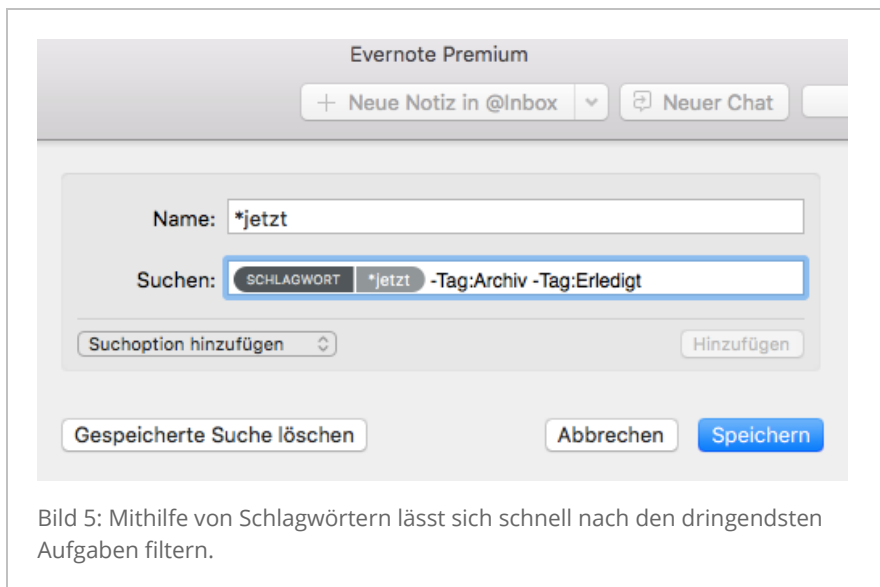 Evernote Premium
+ Neue Notiz in @Inbox Neuer Chat
Name: *jetzt
Suchen: SCHLAGWORT *jetzt -Tag:Archiv -Tag:Erledigt
Suchoption hinzufügen Hinzufügen
Gespeicherte Suche löschen Abbrechen Speichern
Bild 5: Mithilfe von Schlagwörtern lässt sich schnell nach den dringendsten
Aufgaben filtern.